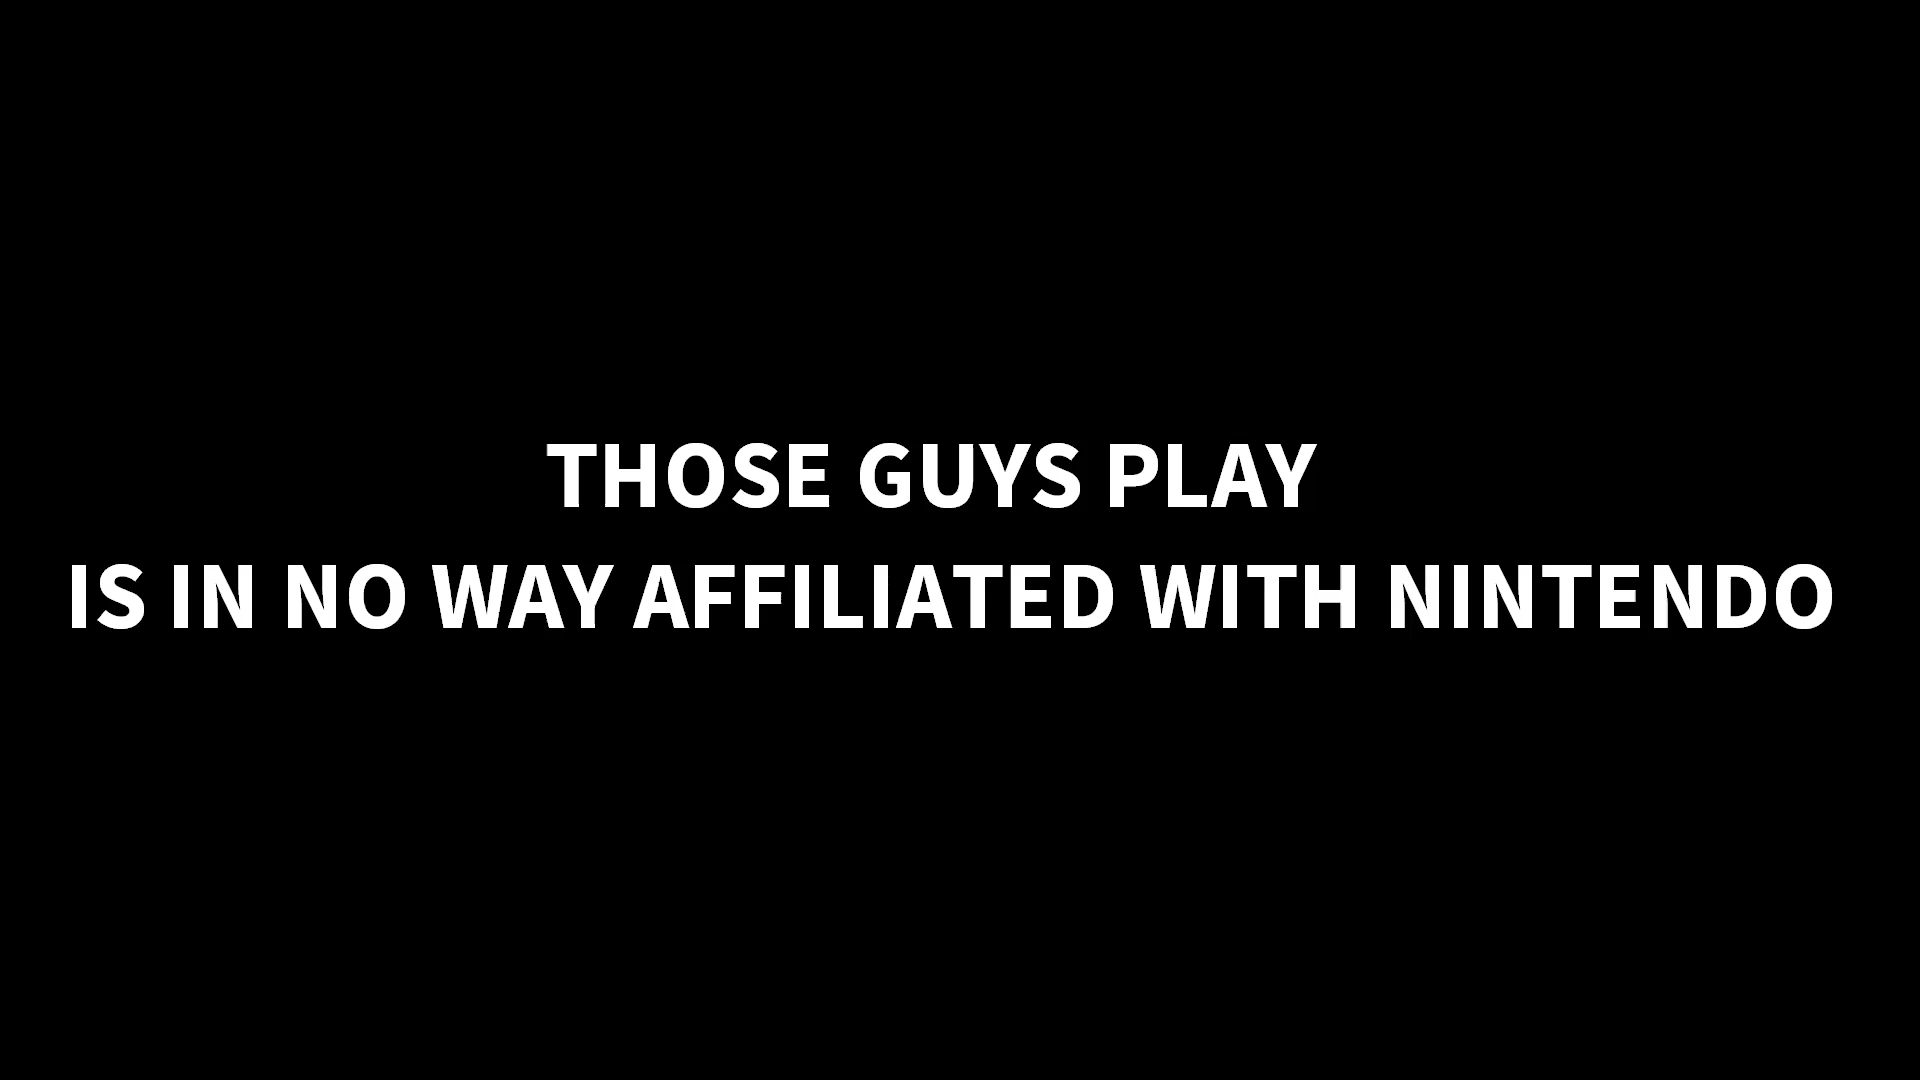 THOSE GUYS PLAY
IS IN NO WAY AFFILIATED WITH NINTENDO